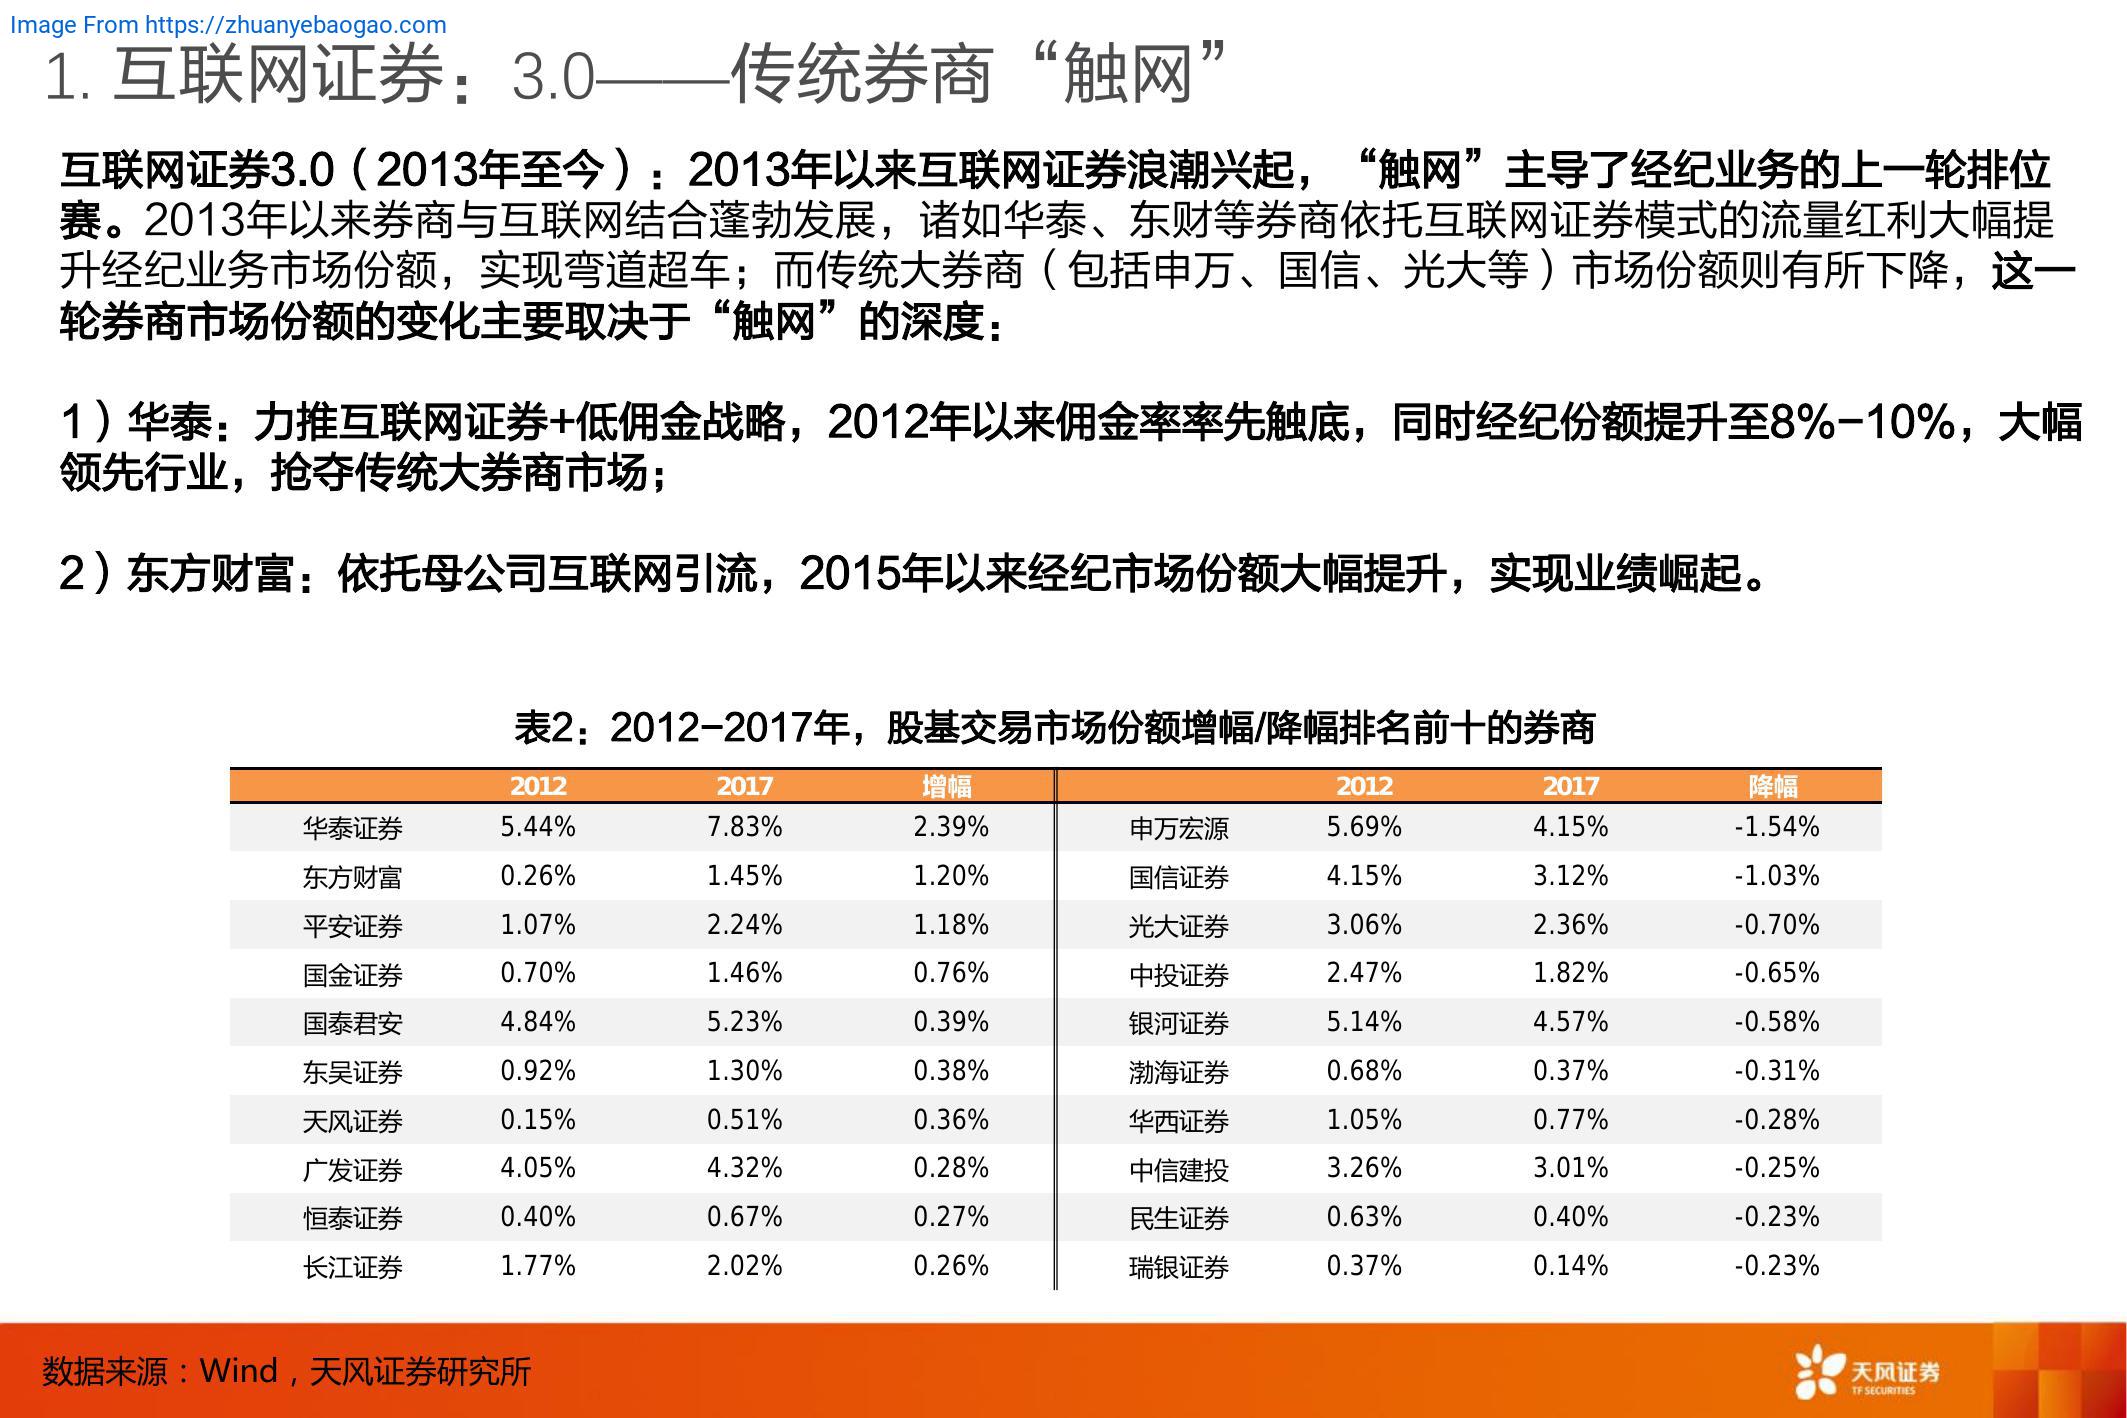 Image From https://zhuanyebaogao.com
1. 互联网证券：3.0——传统券商“触网”
互联网证券3.0（2013年至今）：2013年以来互联网证券浪潮兴起，“触网”主导了经纪业务的上一轮排位
赛。2013年以来券商与互联网结合蓬勃发展，诸如华泰、东财等券商依托互联网证券模式的流量红利大幅提
升经纪业务市场份额，实现弯道超车；而传统大券商（包括申万、国信、光大等）市场份额则有所下降，这一
轮券商市场份额的变化主要取决于“触网”的深度：
1）华泰：力推互联网证券+低佣金战略，2012年以来佣金率率先触底，同时经纪份额提升至8%-10%，大幅
领先行业，抢夺传统大券商市场；
2）东方财富：依托母公司互联网引流，2015年以来经纪市场份额大幅提升，实现业绩崛起。
表2：2012-2017年，股基交易市场份额增幅/降幅排名前十的券商
2012 2017 增幅 2012 2017 降幅
华泰证券 5.44% 7.83% 2.39% 申万宏源 5.69% 4.15% -1.54%
东方财富 0.26% 1.45% 1.20% 国信证券 4.15% 3.12% -1.03%
平安证券 1.07% 2.24% 1.18% 光大证券 3.06% 2.36% -0.70%
国金证券 0.70% 1.46% 0.76% 中投证券 2.47% 1.82% -0.65%
国泰君安 4.84% 5.23% 0.39% 银河证券 5.14% 4.57% -0.58%
东吴证券 0.92% 1.30% 0.38% 渤海证券 0.68% 0.37% -0.31%
天风证券 0.15% 0.51% 0.36% 华西证券 1.05% 0.77% -0.28%
广发证券 4.05% 4.32% 0.28% 中信建投 3.26% 3.01% -0.25%
恒泰证券 0.40% 0.67% 0.27% 民生证券 0.63% 0.40% -0.23%
长江证券 1.77% 2.02% 0.26% 瑞银证券 0.37% 0.14% -0.23%
数据来源：Wind，天风证券研究所
天风证券
TF SECURITIES